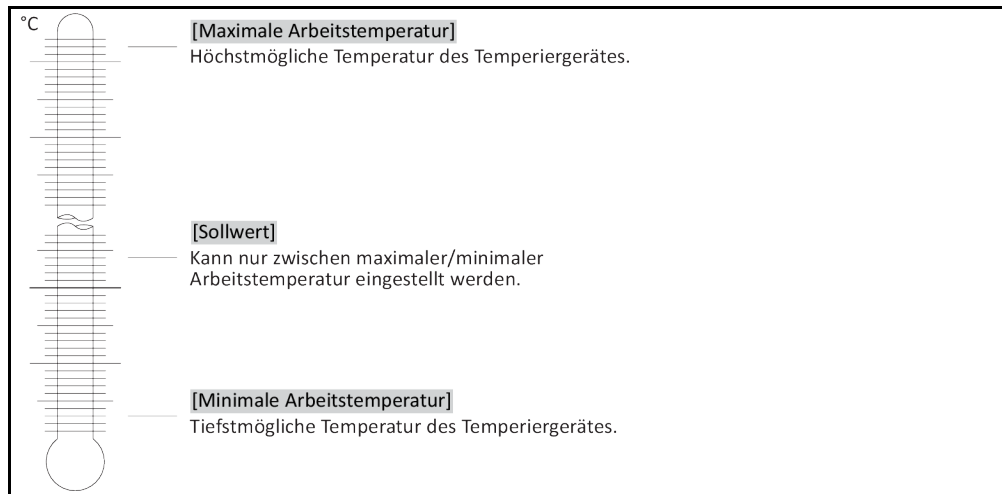 °C
[Maximale Arbeitstemperatur]
Höchstmögliche Temperatur des Temperiergerätes.
[Sollwert]
Kann nur zwischen maximaler/minimaler
Arbeitstemperatur eingestellt werden.
[Minimale Arbeitstemperatur]
Tiefstmögliche Temperatur des Temperiergerätes.